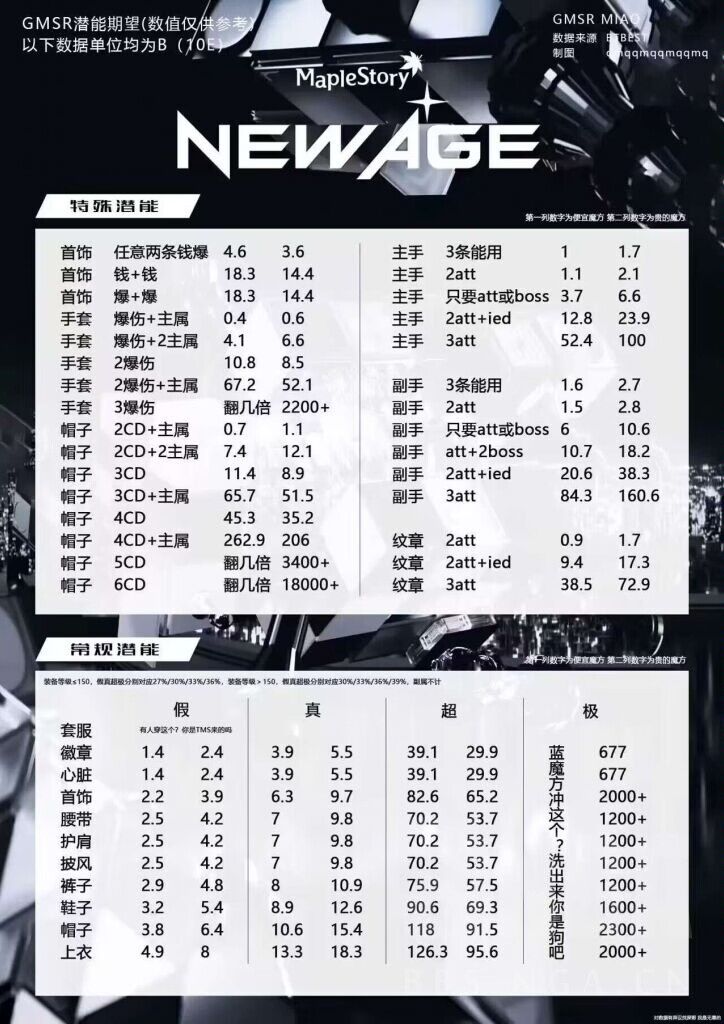 GMSR潜能期望(数值仅供参考)
以下数据单位均为B（10E）
GMSR MIAO
数据来源 BTBEST
制图 qmqqmqqmqqmq
MapleStory
NEW AGE
特殊潜能
第一列数字为便宜魔方 第二列数字为贵的魔方
首饰 任意两条钱爆 4.6 3.6
首饰 钱+钱 18.3 14.4
首饰 爆+爆 18.3 14.4
手套 爆伤+主属 0.4 0.6
手套 爆伤+2主属 4.1 6.6
手套 2爆伤 10.8 8.5
手套 2爆伤+主属 67.2 52.1
手套 3爆伤 翻几倍 2200+
帽子 2CD+主属 0.7 1.1
帽子 2CD+2主属 7.4 12.1
帽子 3CD 11.4 8.9
帽子 3CD+主属 65.7 51.5
帽子 4CD 45.3 35.2
帽子 4CD+主属 262.9 206
帽子 5CD 翻几倍 3400+
帽子 6CD 翻几倍 18000+
主手 3条能用 1 1.7
主手 2att 1.1 2.1
主手 只要att或boss 3.7 6.6
主手 2att+ied 12.8 23.9
主手 3att 52.4 100
副手 3条能用 1.6 2.7
副手 2att 1.5 2.8
副手 只要att或boss 6 10.6
副手 att+2boss 10.7 18.2
副手 2att+ied 20.6 38.3
副手 3att 84.3 160.6
纹章 2att 0.9 1.7
纹章 2att+ied 9.4 17.3
纹章 3att 38.5 72.9
常规潜能
第一列数字为便宜魔方 第二列数字为贵的魔方
装备等级≤150，假真超极分别对应27%/30%/33%/36%，装备等级＞150，假真超极分别对应30%/33%/36%/39%，副属不计
假 真 超 极
套服 有人穿这个？你是TMS来的吗
徽章 1.4 2.4 3.9 5.5 39.1 29.9 677
心脏 1.4 2.4 3.9 5.5 39.1 29.9 677
首饰 2.2 3.9 6.3 9.7 82.6 65.2 2000+
腰带 2.5 4.2 7 9.8 70.2 53.7 1200+
护肩 2.5 4.2 7 9.8 70.2 53.7 1200+
披风 2.5 4.2 7 9.8 70.2 53.7 1200+
裤子 2.9 4.8 8 10.9 75.9 57.5 1200+
鞋子 3.2 5.4 8.9 12.6 90.6 69.3 1600+
帽子 3.8 6.4 10.6 15.4 118 91.5 2300+
上衣 4.9 8 13.3 18.3 126.3 95.6 2000+
蓝魔方冲这个？洗出来你是狗吧
BBS.NGA.CN